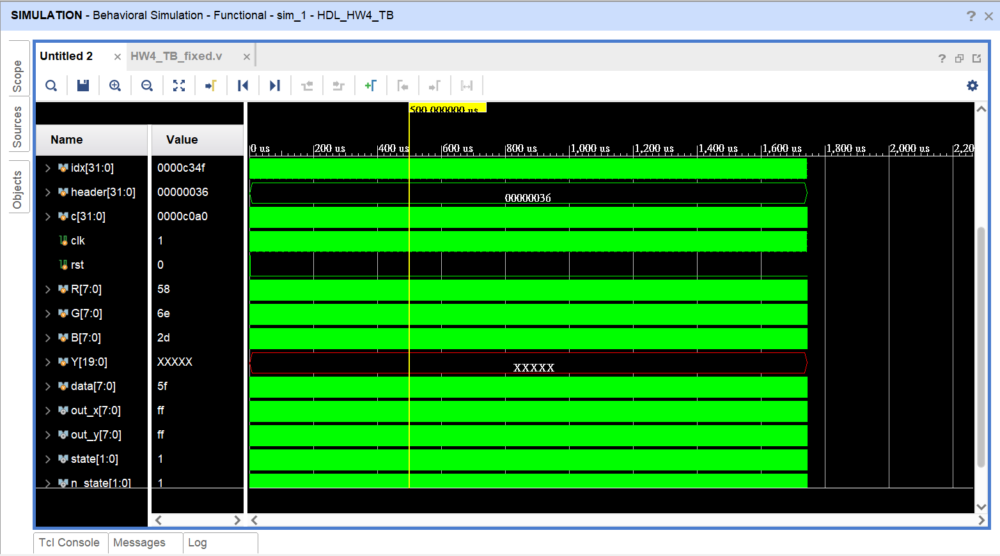 SIMULATION - Behavioral Simulation - Functional - sim_1 - HDL_HW4_TB
Untitled 2
HW4_TB_fixed.v
Scope
Sources
Objects
500.000000 us
Name Value
0 us 200 us 400 us 600 us 800 us 1,000 us 1,200 us 1,400 us 1,600 us 1,800 us 2,000 us 2,20
idx[31:0] 0000c34f
header[31:0] 00000036 00000036
c[31:0] 0000c0a0
clk 1
rst 0
R[7:0] 58
G[7:0] 6e
B[7:0] 2d
Y[19:0] XXXXX XXXXX
data[7:0] 5f
out_x[7:0] ff
out_y[7:0] ff
state[1:0] 1
n_state[1:0] 1
Tcl Console Messages Log